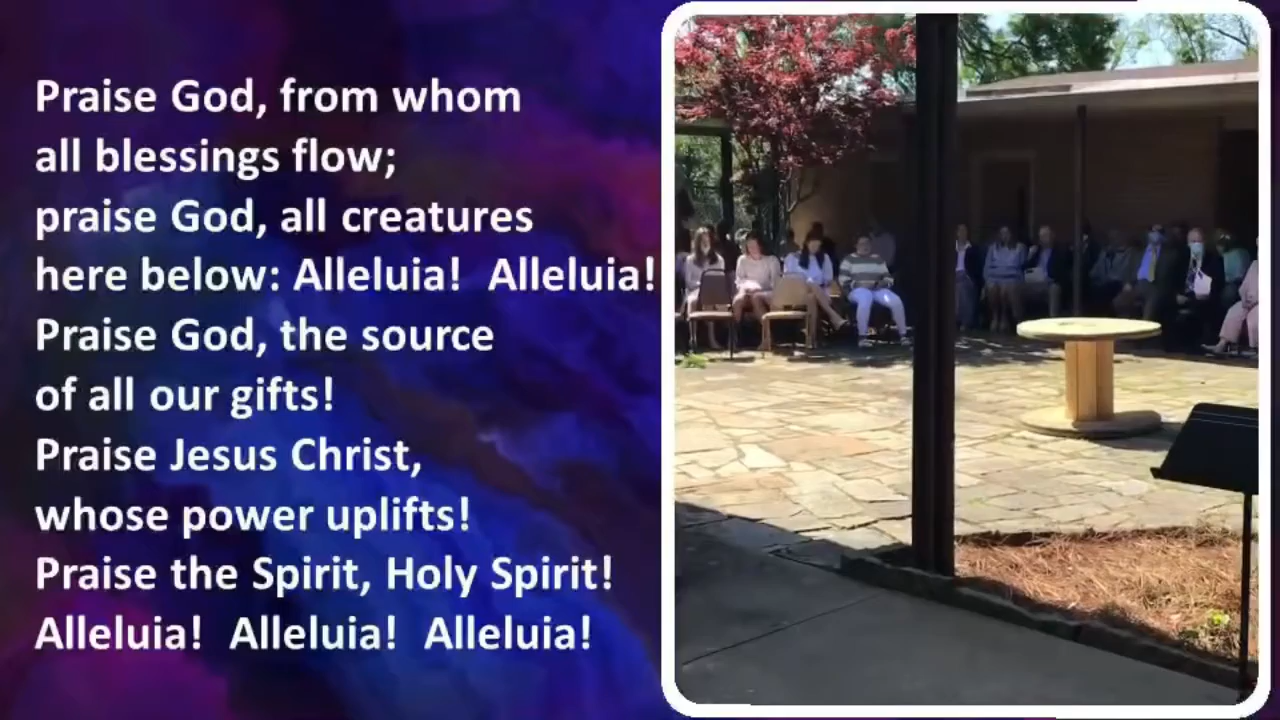 Praise God, from whom
all blessings flow;
praise God, all creatures
here below: Alleluia!  Alleluia!
Praise God, the source
of all our gifts!
Praise Jesus Christ,
whose power uplifts!
Praise the Spirit, Holy Spirit!
Alleluia!  Alleluia!  Alleluia!